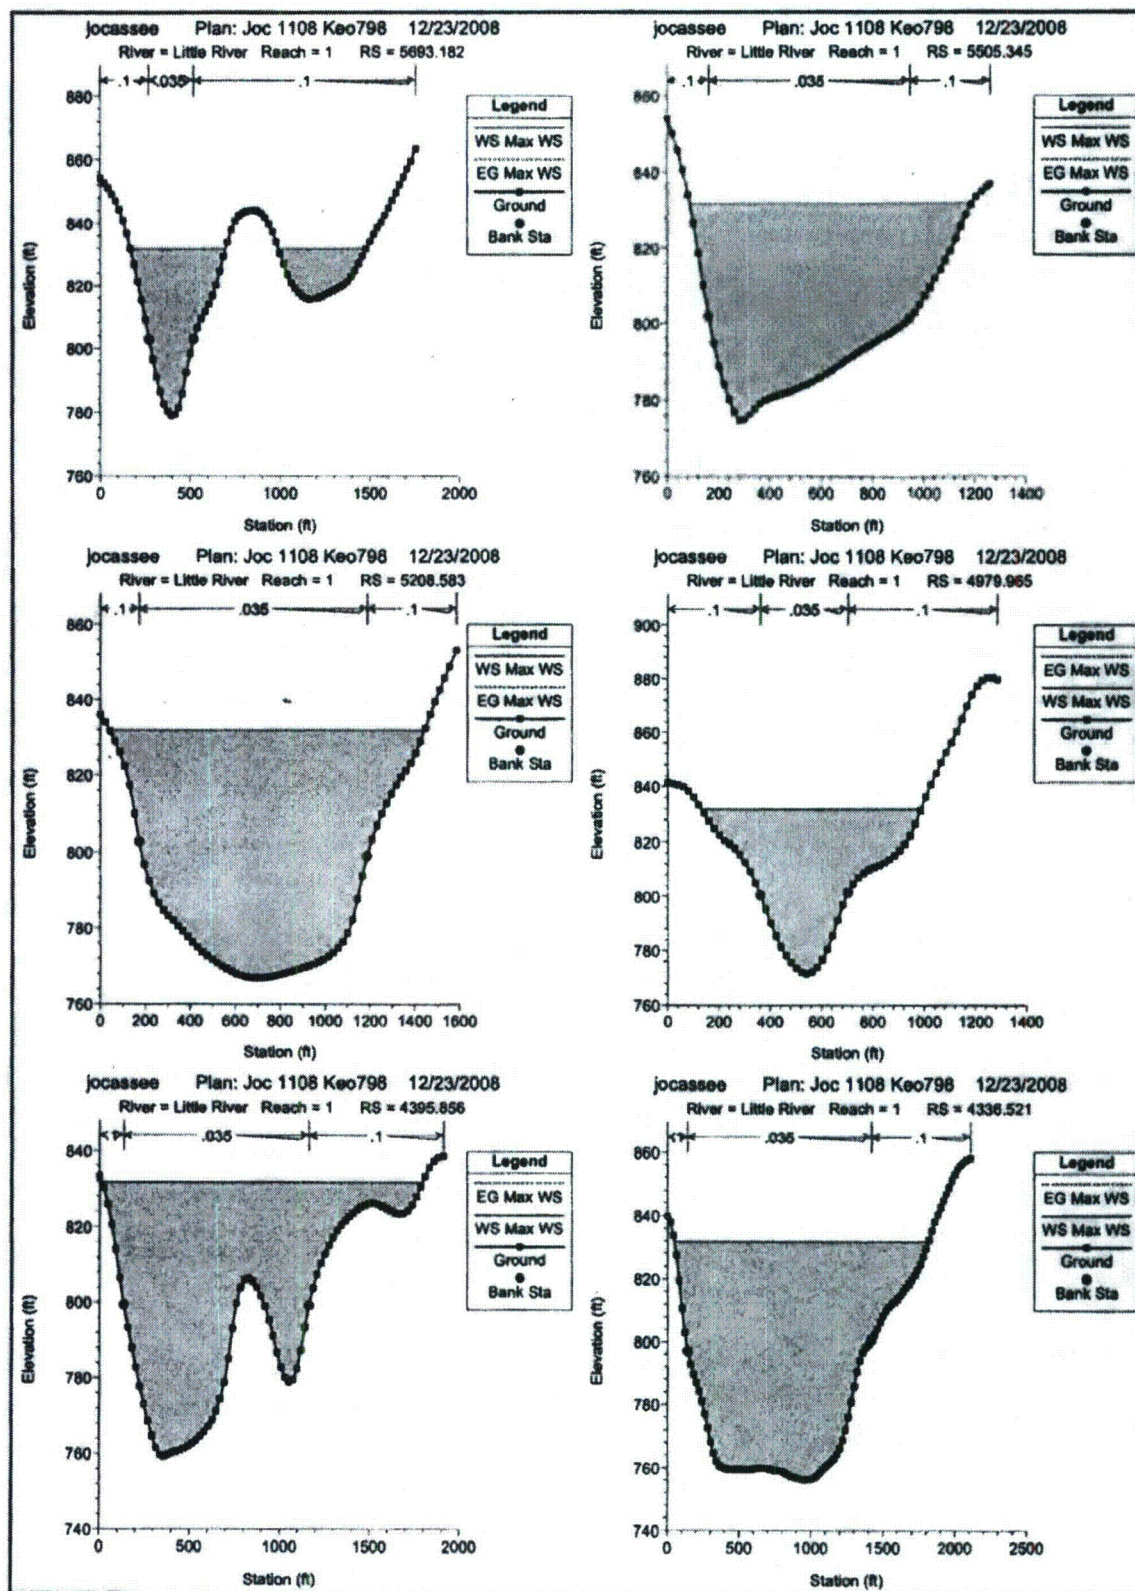 jocassee Plan: Joc 1108 Keo798 12/23/2008
River = Little River Reach = 1 RS = 5693.182
.1 .035 .1
Legend
WS Max WS
EG Max WS
Ground
Bank Sta
Elevation (ft)
880
860
840
820
800
780
760
0 500 1000 1500 2000
Station (ft)
jocassee Plan: Joc 1108 Keo798 12/23/2008
River = Little River Reach = 1 RS = 5505.345
.1 .035 .1
Legend
WS Max WS
EG Max WS
Ground
Bank Sta
Elevation (ft)
860
840
820
800
780
760
0 200 400 600 800 1000 1200 1400
Station (ft)
jocassee Plan: Joc 1108 Keo798 12/23/2008
River = Little River Reach = 1 RS = 5208.583
.1 .035 .1
Legend
WS Max WS
EG Max WS
Ground
Bank Sta
Elevation (ft)
860
840
820
800
780
760
0 200 400 600 800 1000 1200 1400 1600
Station (ft)
jocassee Plan: Joc 1108 Keo798 12/23/2008
River = Little River Reach = 1 RS = 4979.965
.1 .035 .1
Legend
EG Max WS
WS Max WS
Ground
Bank Sta
Elevation (ft)
900
880
860
840
820
800
780
760
0 200 400 600 800 1000 1200 1400
Station (ft)
jocassee Plan: Joc 1108 Keo798 12/23/2008
River = Little River Reach = 1 RS = 4395.856
.035 .1
Legend
EG Max WS
WS Max WS
Ground
Bank Sta
Elevation (ft)
840
820
800
780
760
740
0 500 1000 1500 2000
Station (ft)
jocassee Plan: Joc 1108 Keo798 12/23/2008
River = Little River Reach = 1 RS = 4336.521
.035 .1
Legend
EG Max WS
WS Max WS
Ground
Bank Sta
Elevation (ft)
860
840
820
800
780
760
740
0 500 1000 1500 2000 2500
Station (ft)